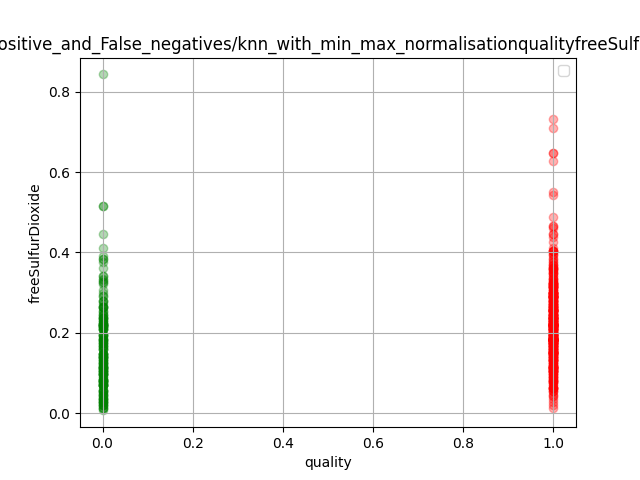 ositive_and_False_negatives/knn_with_min_max_normalisationqualityfreeSulf
0.8
0.6
0.4
0.2
0.0
freeSulfurDioxide
0.0 0.2 0.4 0.6 0.8 1.0
quality